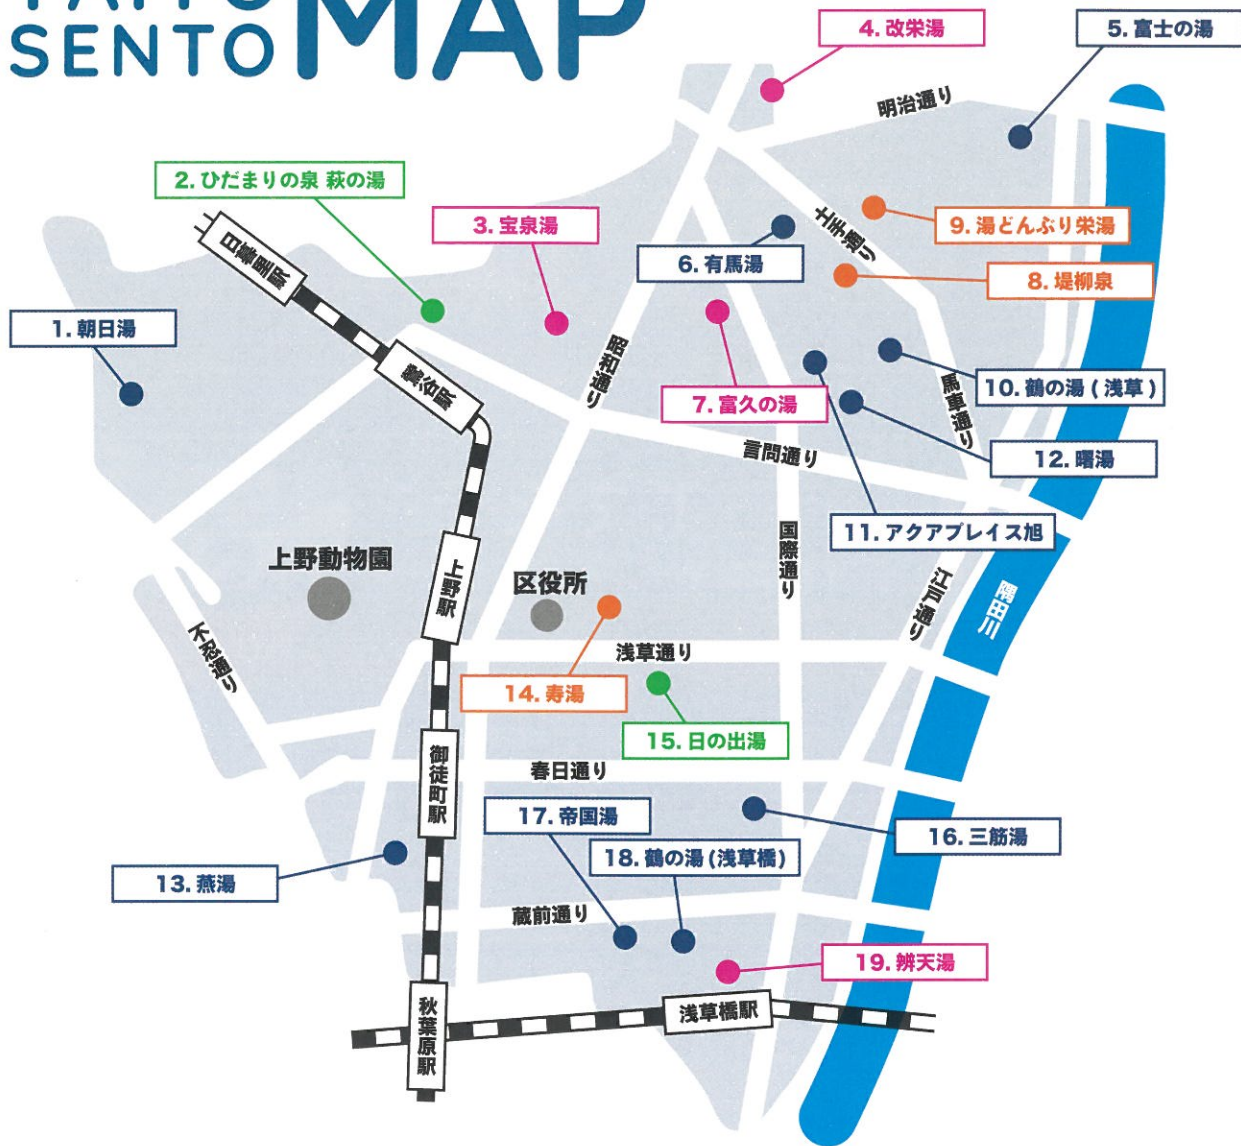 TAITO
SENTO MAP
4. 改栄湯
5. 富士の湯
明治通り
2. ひだまりの泉 萩の湯
3. 宝泉湯
土手通り
9. 湯どんぶり栄湯
日暮里駅
6. 有馬湯
8. 堤柳泉
1. 朝日湯
昭和通り
鶯谷駅
7. 富久の湯
馬車通り
10. 鶴の湯 ( 浅草 )
言問通り
12. 曙湯
11. アクアプレイス旭
国際通り
上野動物園
上野駅
区役所
江戸通り
隅田川
不忍通り
浅草通り
14. 寿湯
15. 日の出湯
御徒町駅
春日通り
17. 帝国湯
16. 三筋湯
18. 鶴の湯 (浅草橋)
13. 燕湯
蔵前通り
19. 辨天湯
秋葉原駅
浅草橋駅